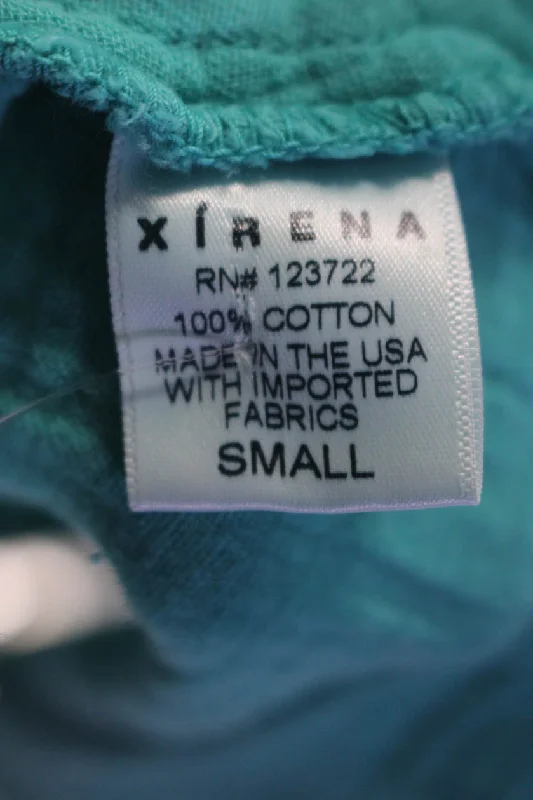 XÍRENA
RN# 123722
100% COTTON
MADE IN THE USA
WITH IMPORTED
FABRICS
SMALL